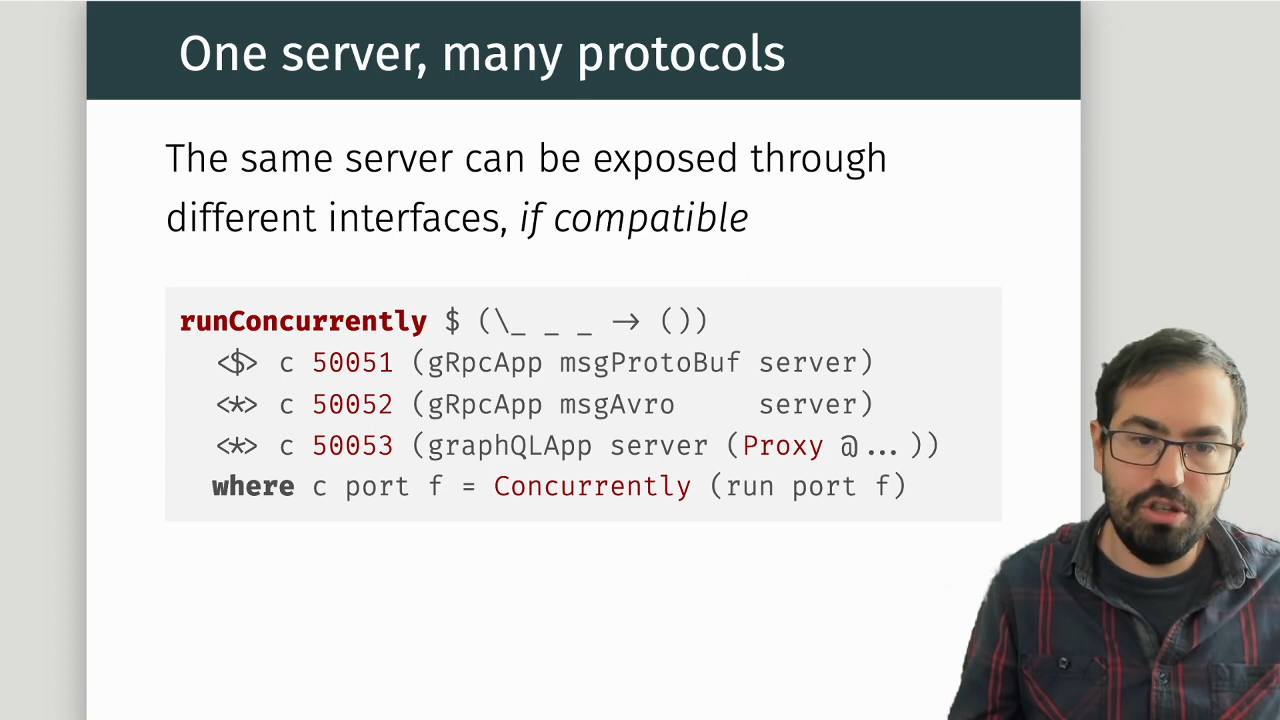 One server, many protocols
The same server can be exposed through
different interfaces, if compatible
runConcurrently $ (\_ _ _ → ())
<$> c 50051 (gRpcApp msgProtoBuf server)
<*> c 50052 (gRpcApp msgAvro     server)
<*> c 50053 (graphQLApp server (Proxy @...))
where c port f = Concurrently (run port f)